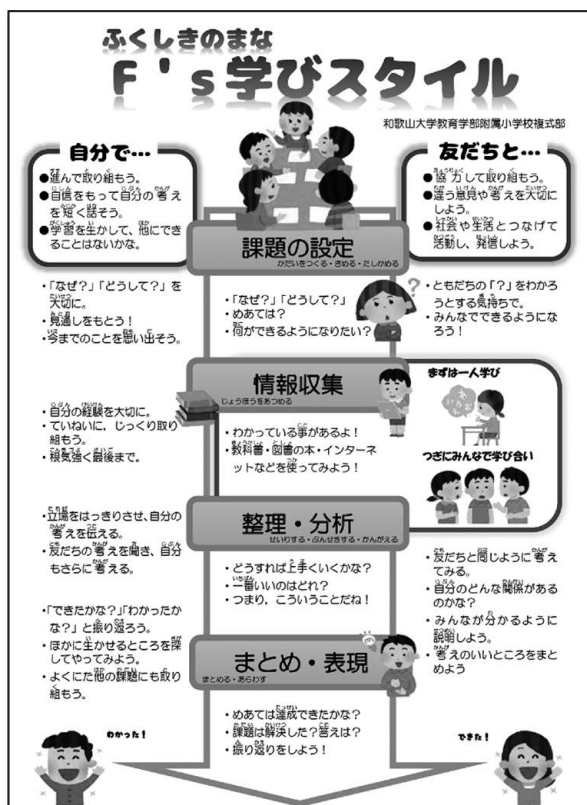 ふくしきのまな
F's学びスタイル
和歌山大学教育学部附属小学校複式部
自分で…
●進んで取り組もう。
●自信をもって自分の考え
を短く話そう。
●学習を生かして、他にで
きることはないかな。
友だちと…
●協力して取り組もう。
●違う意見や考えを大切に
しよう。
●社会や生活とつなげて
活動し、発信しよう。
課題の設定
かだいをつくる・きめる・たしかめる
・「なぜ？」「どうして？」を
大切に。
・見通しをもとう！
・今までのことを思い出そう。
・「なぜ？」「どうして？」
・めあては？
・何ができるようになりたい？
・ともだちの「？」をわかろ
うとする気持ちで。
・みんなでできるようにな
ろう！
情報収集
じょうほうをあつめる
・自分の経験を大切に。
・ていねいに、じっくり取り
組もう。
・根気強く最後まで。
・わかっている事があるよ！
・教科書・図書の本・インターネ
ットなどを使ってみよう！
まずは一人学び
つぎにみんなで学び合い
整理・分析
せいりする・ぶんせきする・かんがえる
・立場をはっきりさせ、自分の
考えを伝える。
・友だちの考えを聞き、自分
もさらに考える。
・どうすれば上手くいくかな？
・一番いいのはどれ？
・つまり、こういうことだね！
・友だちと同じように考え
てみる。
・自分のどんな関係がある
のかな？
・みんなが分かるように
説明しよう。
・考えのいいところをまと
めよう
・「できたかな？」「わかったか
な？」と振り返ろう。
・ほかに生かせるところを探
してやってみよう。
・よくにた他の課題にも取り
組もう。
まとめ・表現
まとめる・あらわす
・めあては達成できたかな？
・課題は解決した？答えは？
・振り返りをしよう！
わかった！
できた！